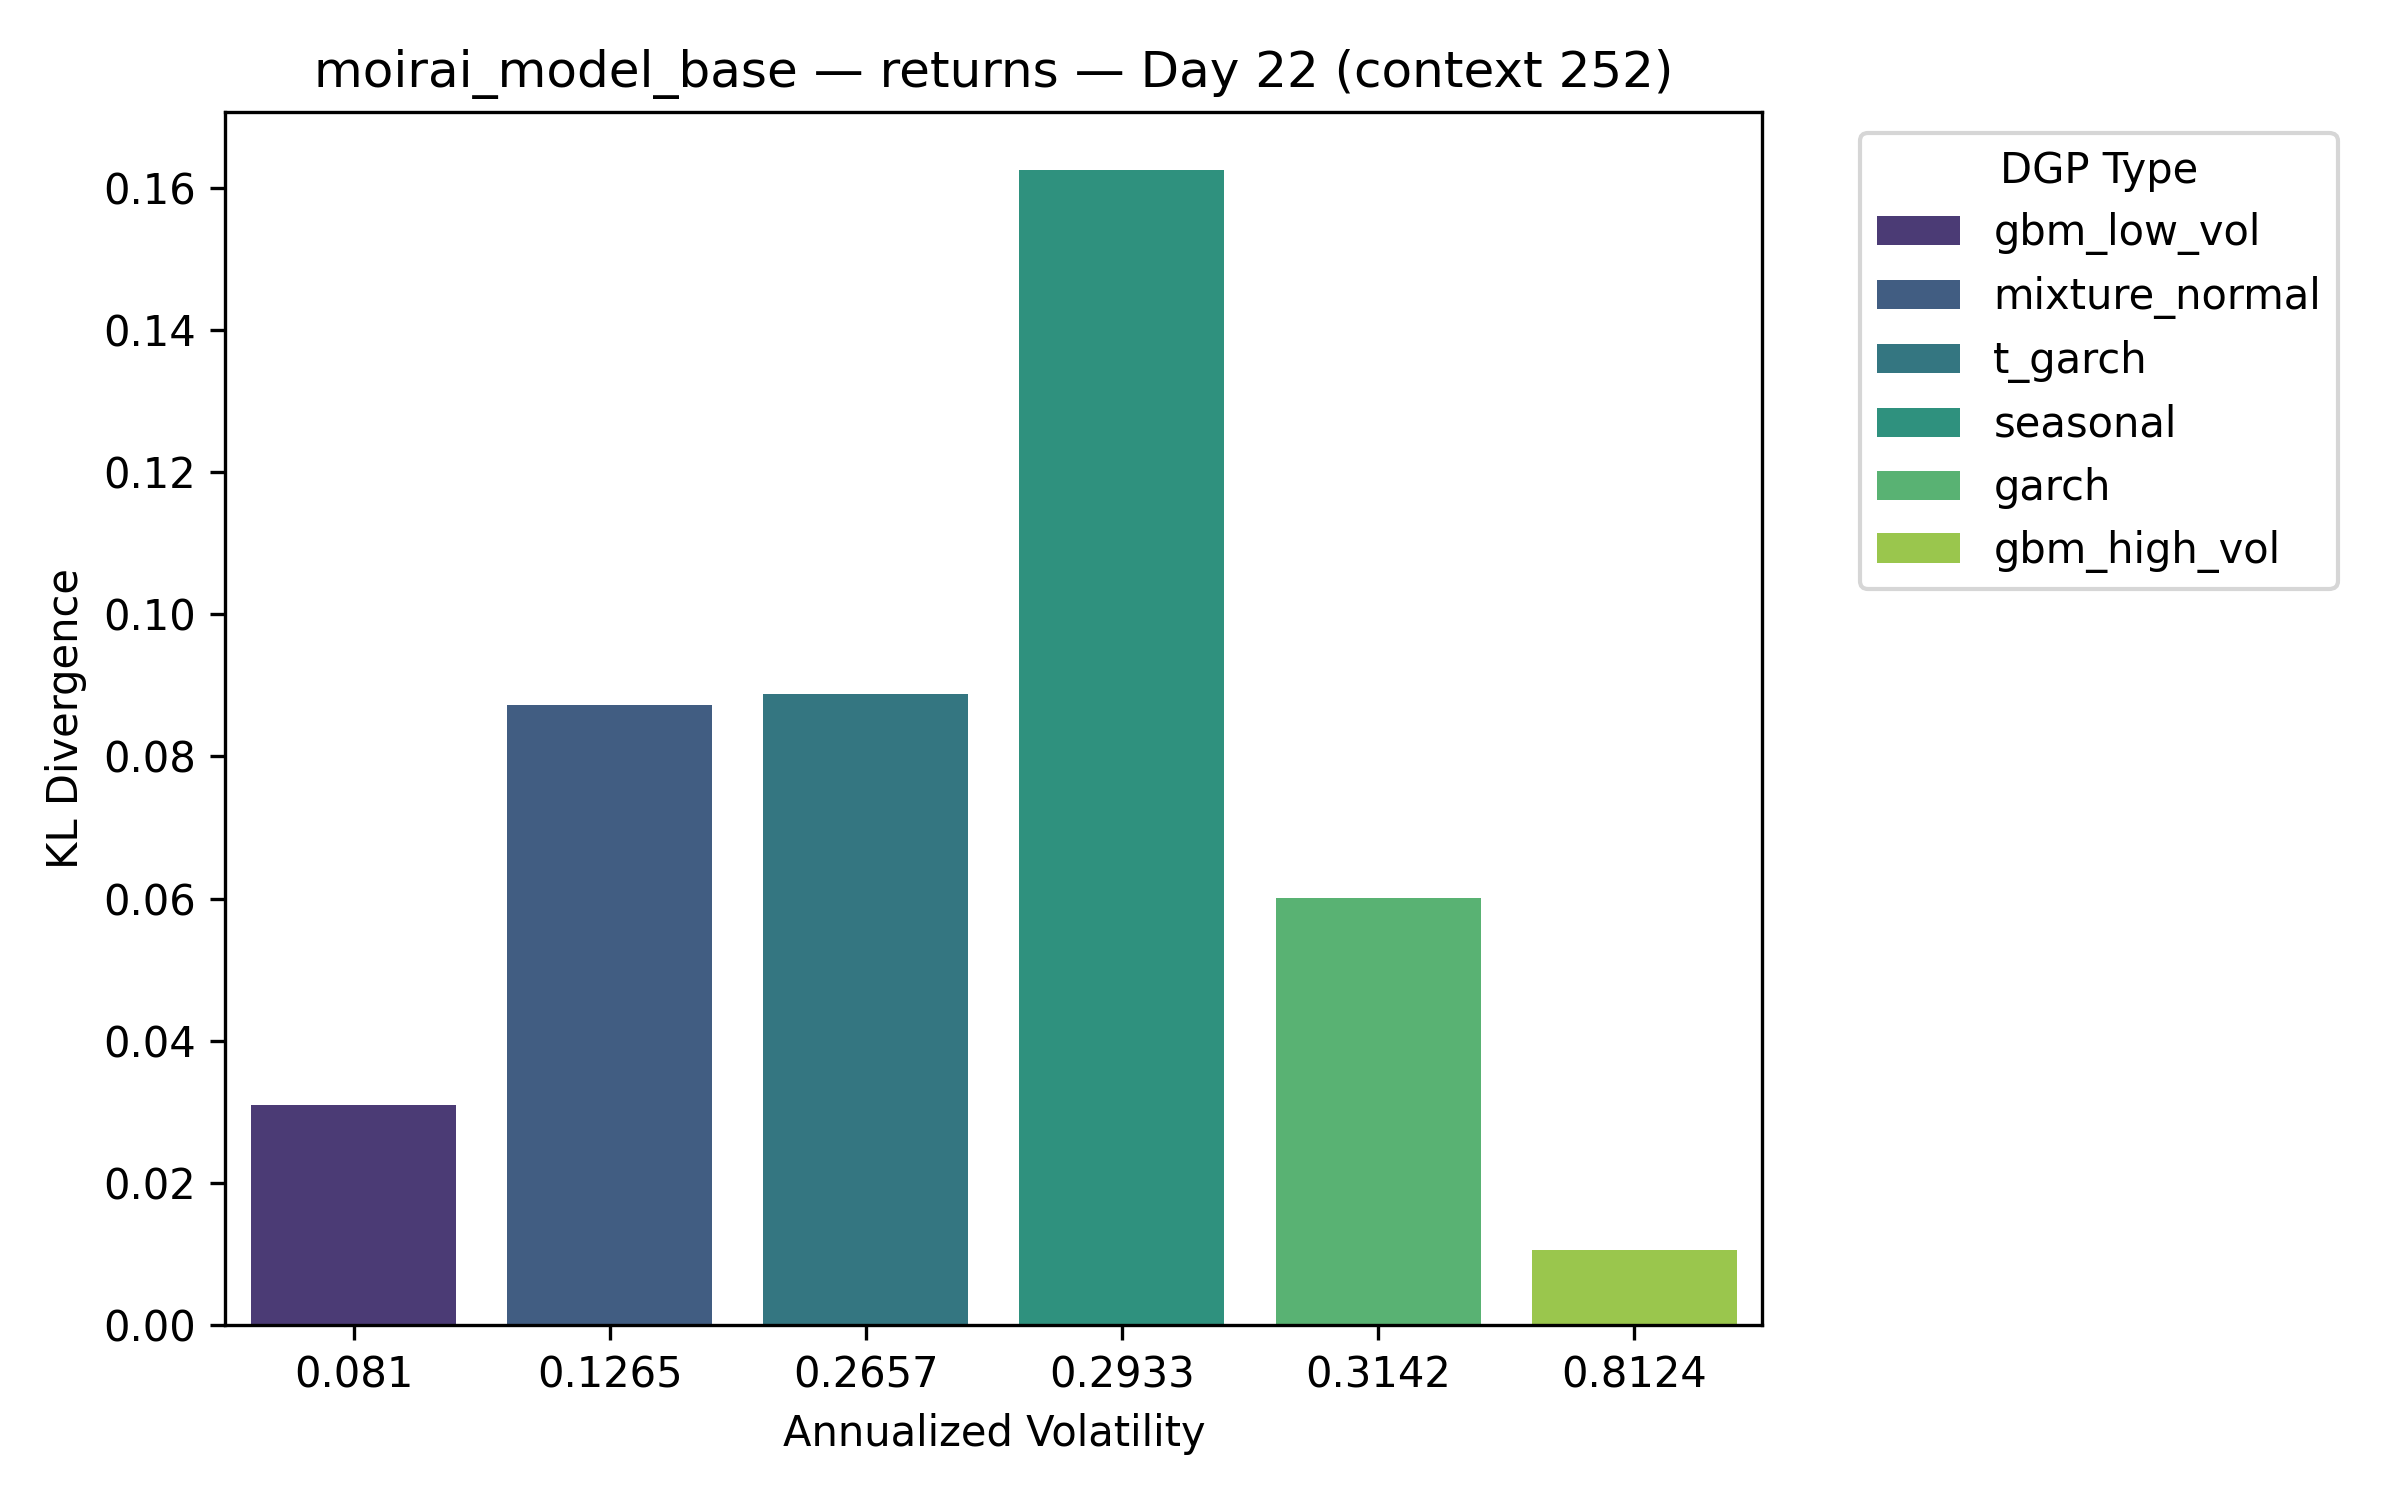 moirai_model_base — returns — Day 22 (context 252)
KL Divergence
0.16
0.14
0.12
0.10
0.08
0.06
0.04
0.02
0.00
0.081 0.1265 0.2657 0.2933 0.3142 0.8124
Annualized Volatility
DGP Type
gbm_low_vol
mixture_normal
t_garch
seasonal
garch
gbm_high_vol